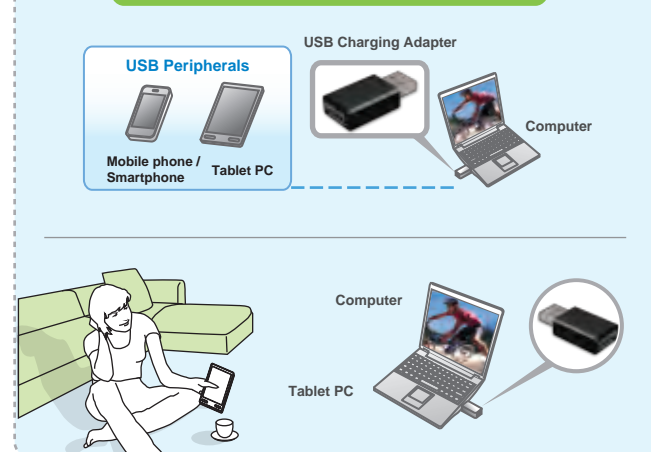 USB Charging Adapter
USB Peripherals
Computer
Mobile phone /
Smartphone
Tablet PC
Computer
Tablet PC